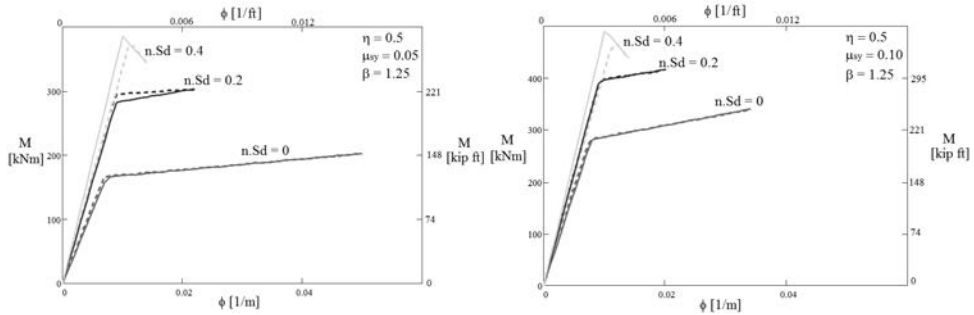 ϕ [1/ft]
0 0.006 0.012
n.Sd = 0.4
η = 0.5
μsy = 0.05
β = 1.25
n.Sd = 0.2
300
221
M
[kNm]
M
[kip ft]
200
n.Sd = 0
148
100
74
0
0
0 0.02 0.04
ϕ [1/m]
ϕ [1/ft]
0 0.006 0.012
n.Sd = 0.4
η = 0.5
μsy = 0.10
β = 1.25
n.Sd = 0.2
400
295
n.Sd = 0
M
[kNm]
M
[kip ft]
300
221
200
148
100
74
0
0
0 0.02 0.04
ϕ [1/m]